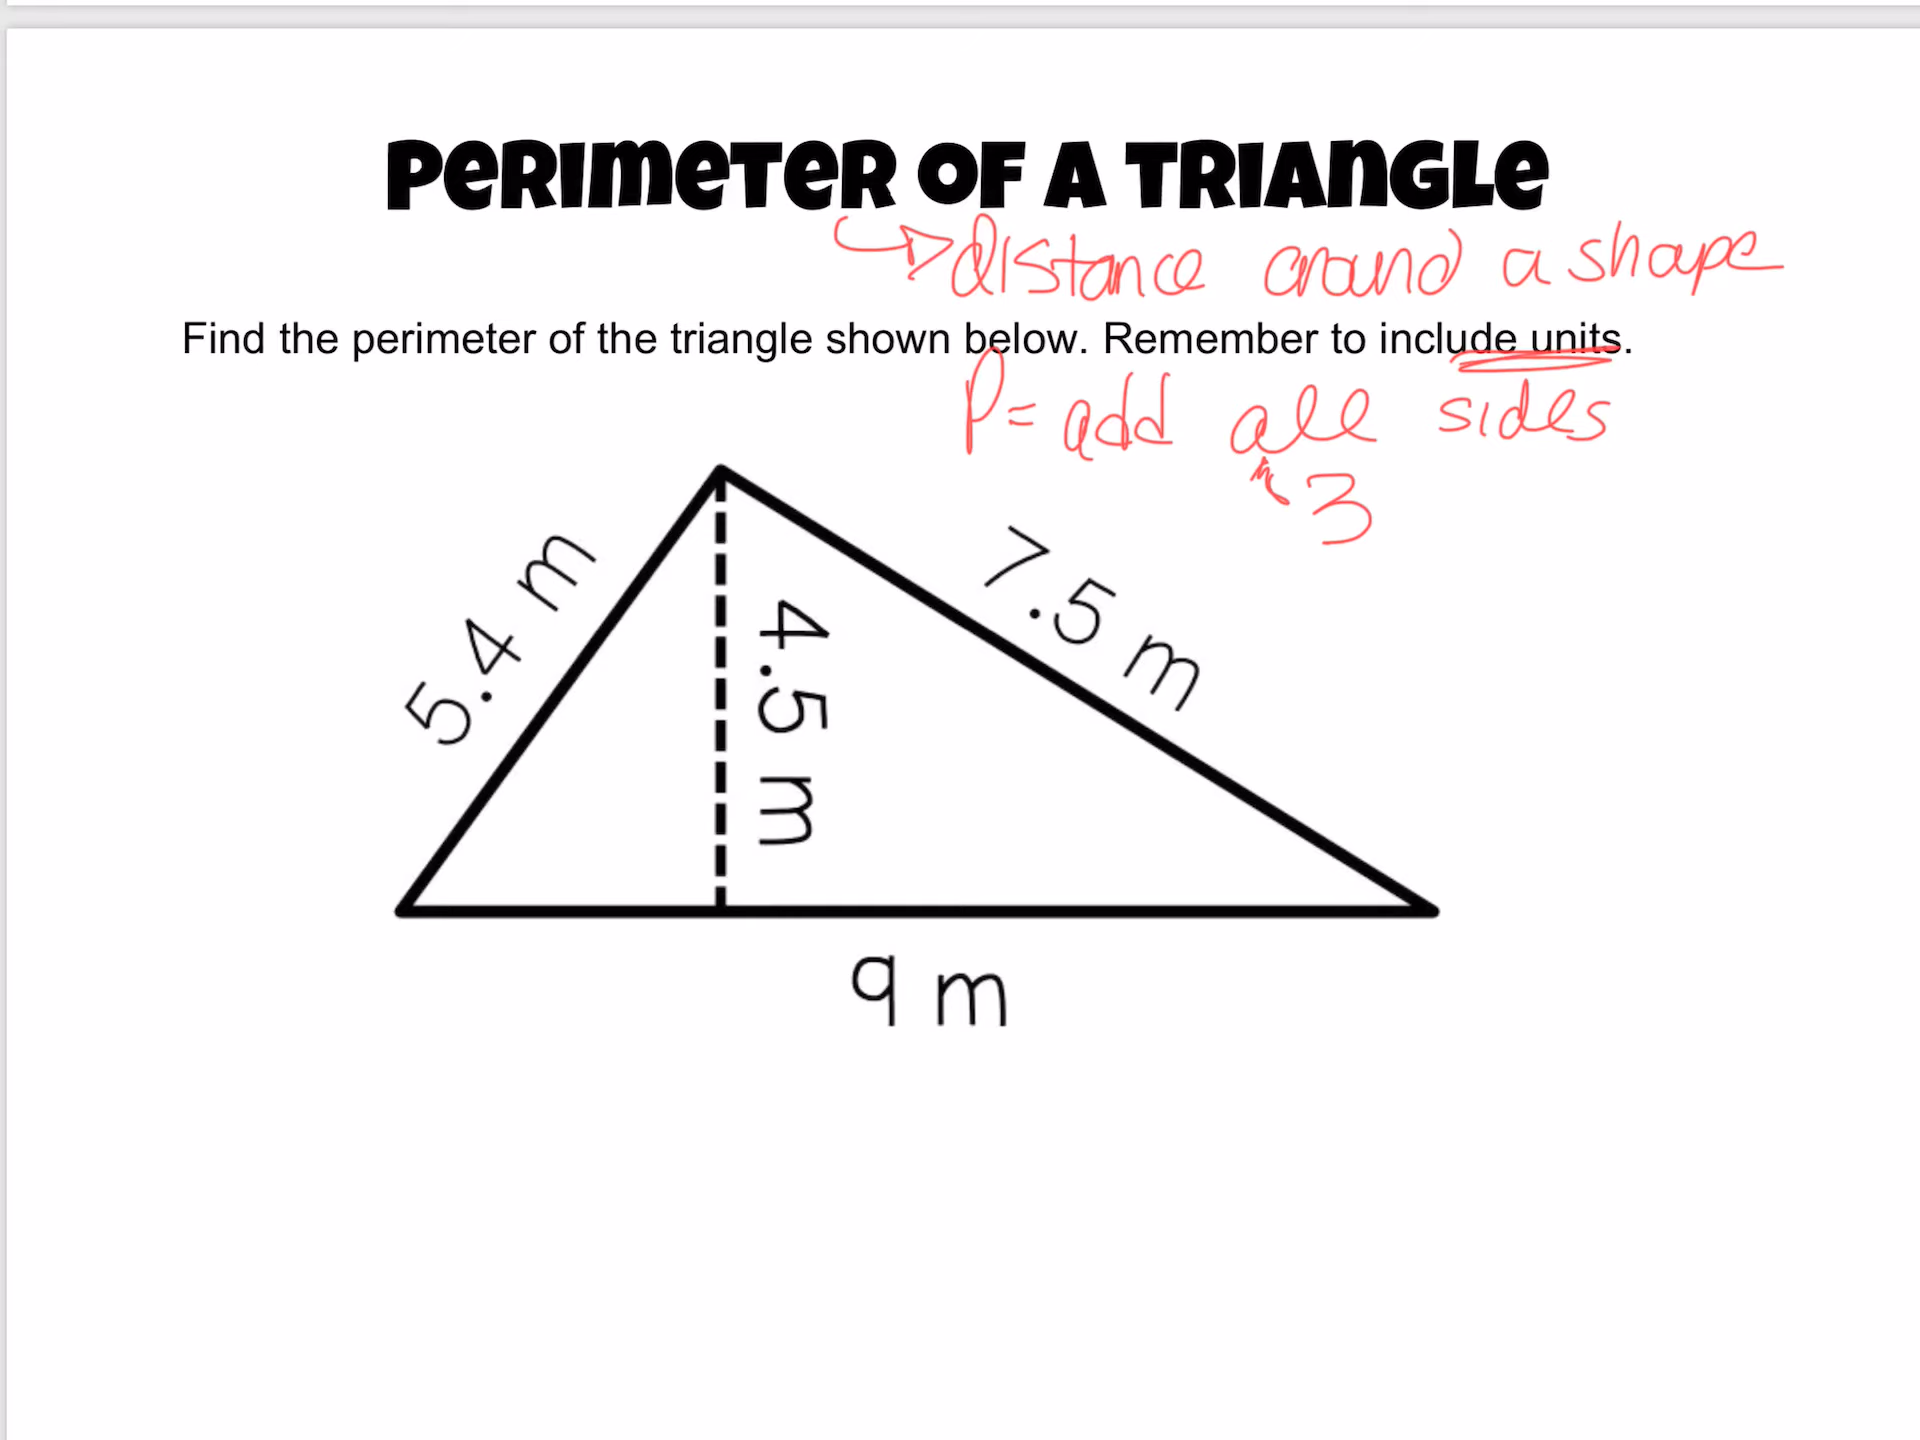 PERIMETER OF A TRIANGLE
distance around a shape
Find the perimeter of the triangle shown below. Remember to include units.
P= add all sides
3
5.4 m
7.5 m
4.5 m
9 m